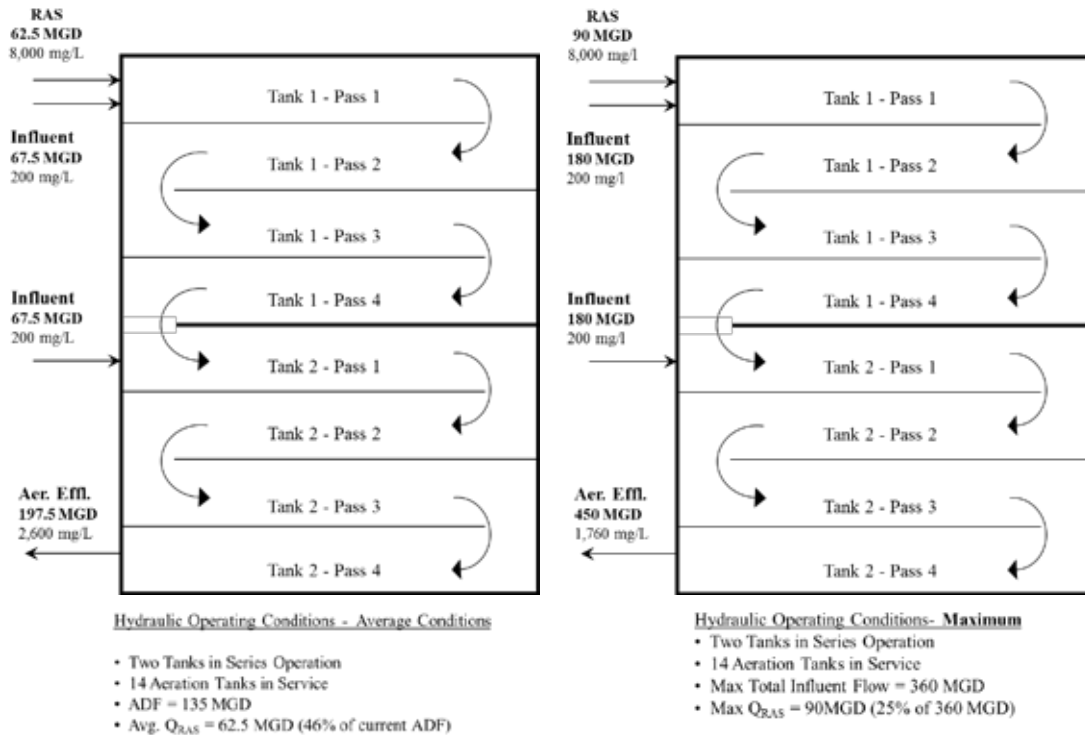 RAS
62.5 MGD
8,000 mg/L
Tank 1 - Pass 1
Influent
67.5 MGD
200 mg/L
Tank 1 - Pass 2
Tank 1 - Pass 3
Influent
67.5 MGD
200 mg/L
Tank 1 - Pass 4
Tank 2 - Pass 1
Tank 2 - Pass 2
Aer. Effl.
197.5 MGD
2,600 mg/L
Tank 2 - Pass 3
Tank 2 - Pass 4
Hydraulic Operating Conditions - Average Conditions
• Two Tanks in Series Operation
• 14 Aeration Tanks in Service
• ADF = 135 MGD
• Avg. QRAS = 62.5 MGD (46% of current ADF)
RAS
90 MGD
8,000 mg/l
Tank 1 - Pass 1
Influent
180 MGD
200 mg/l
Tank 1 - Pass 2
Tank 1 - Pass 3
Influent
180 MGD
200 mg/l
Tank 1 - Pass 4
Tank 2 - Pass 1
Tank 2 - Pass 2
Aer. Effl.
450 MGD
1,760 mg/L
Tank 2 - Pass 3
Tank 2 - Pass 4
Hydraulic Operating Conditions- Maximum
• Two Tanks in Series Operation
• 14 Aeration Tanks in Service
• Max Total Influent Flow = 360 MGD
• Max QRAS = 90MGD (25% of 360 MGD)